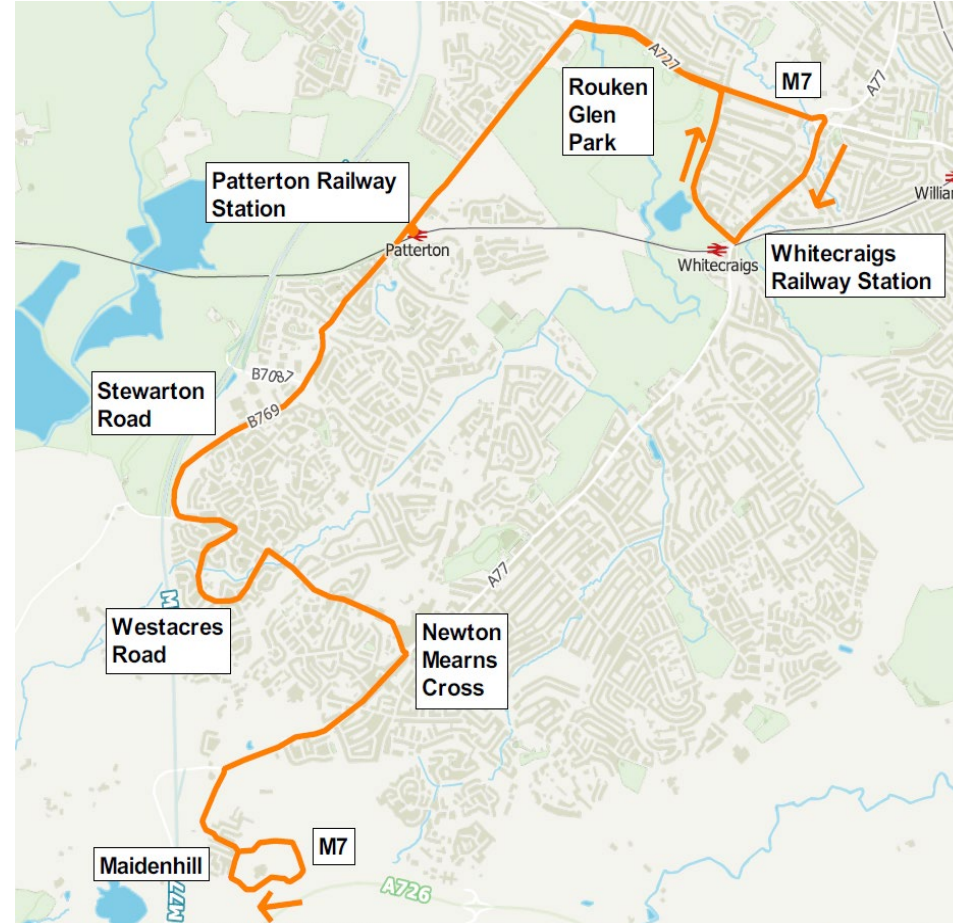 A727
M7
A77
Rouken
Glen
Park
Patterton Railway
Station
Patterton
Whitecraigs
Whitecraigs
Railway Station
B7087
Stewarton
Road
B769
A77
Westacres
Road
Newton
Mearns
Cross
M7
Maidenhill
A726
M77